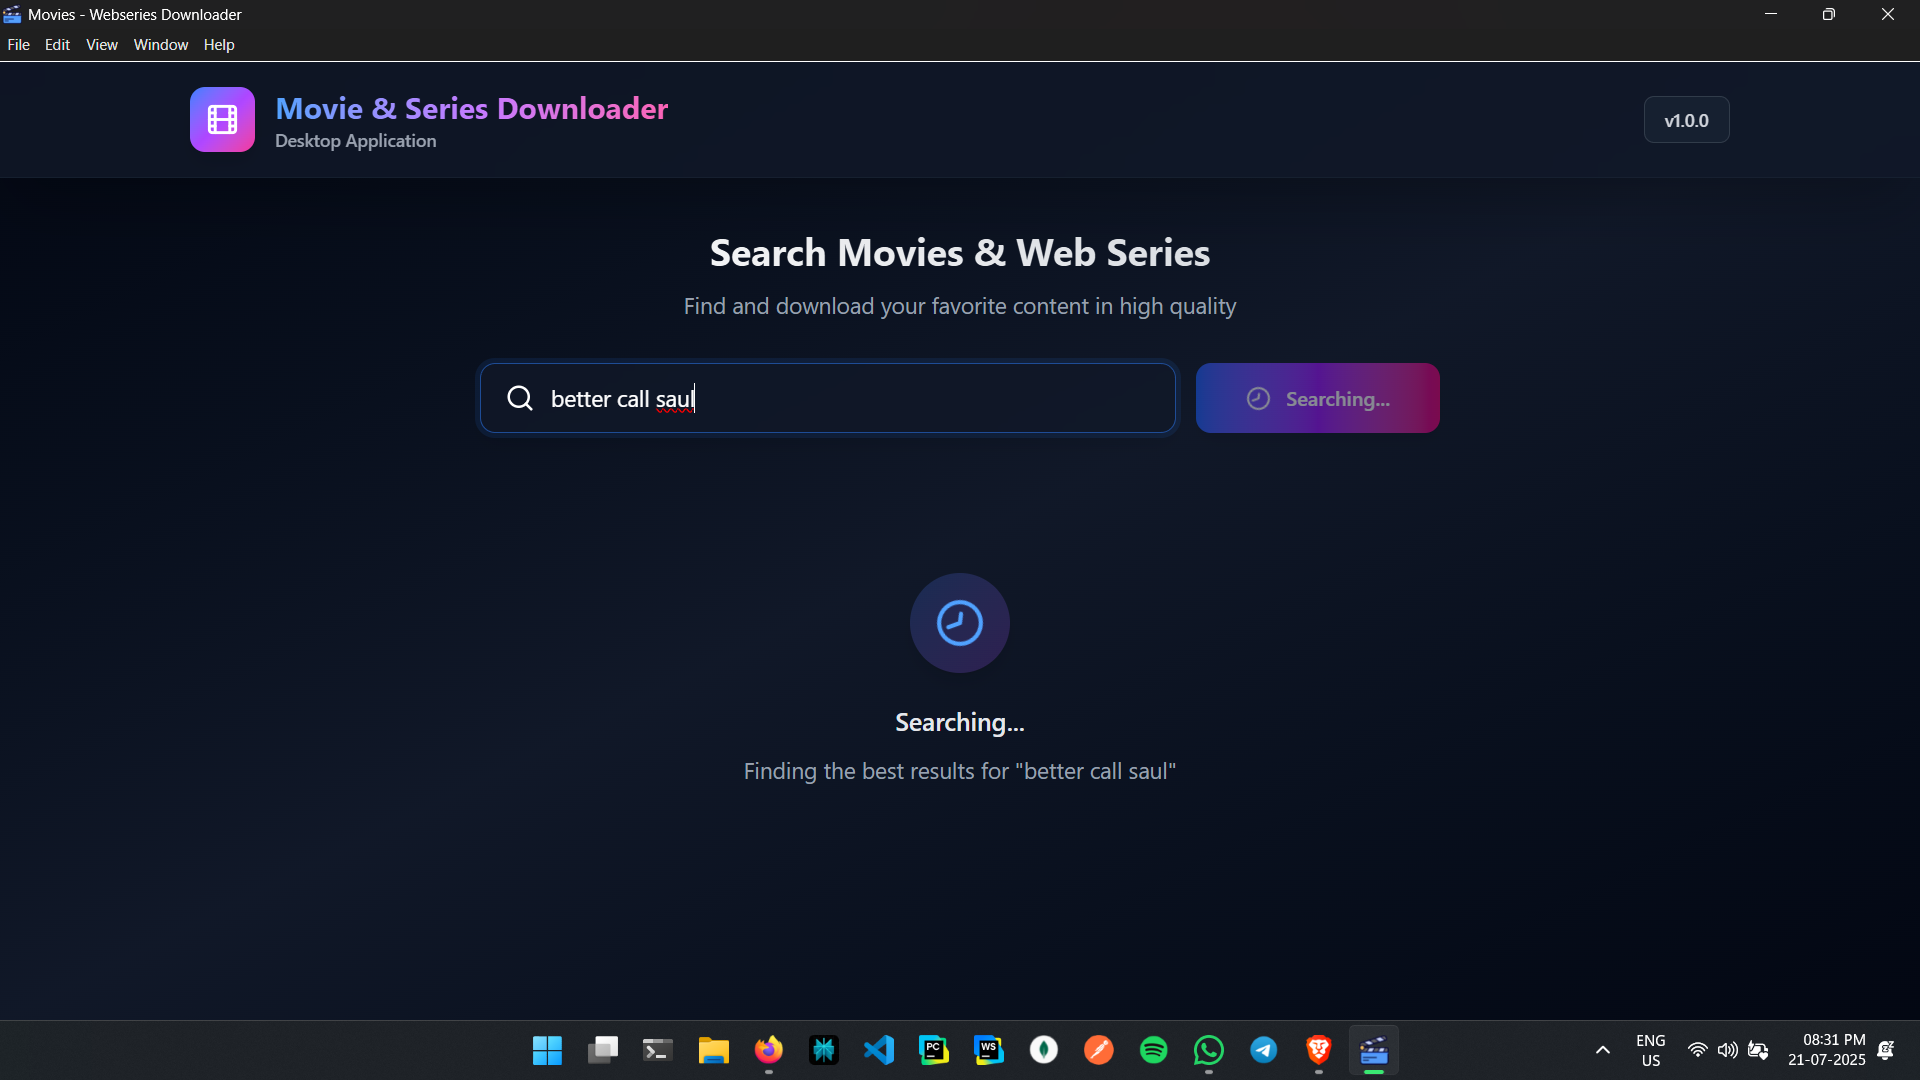 Movies - Webseries Downloader
File Edit View Window Help
Movie & Series Downloader
Desktop Application
v1.0.0
Search Movies & Web Series
Find and download your favorite content in high quality
better call saul
Searching...
Searching...
Finding the best results for "better call saul"
PC
WS
ENG
US
08:31 PM
21-07-2025